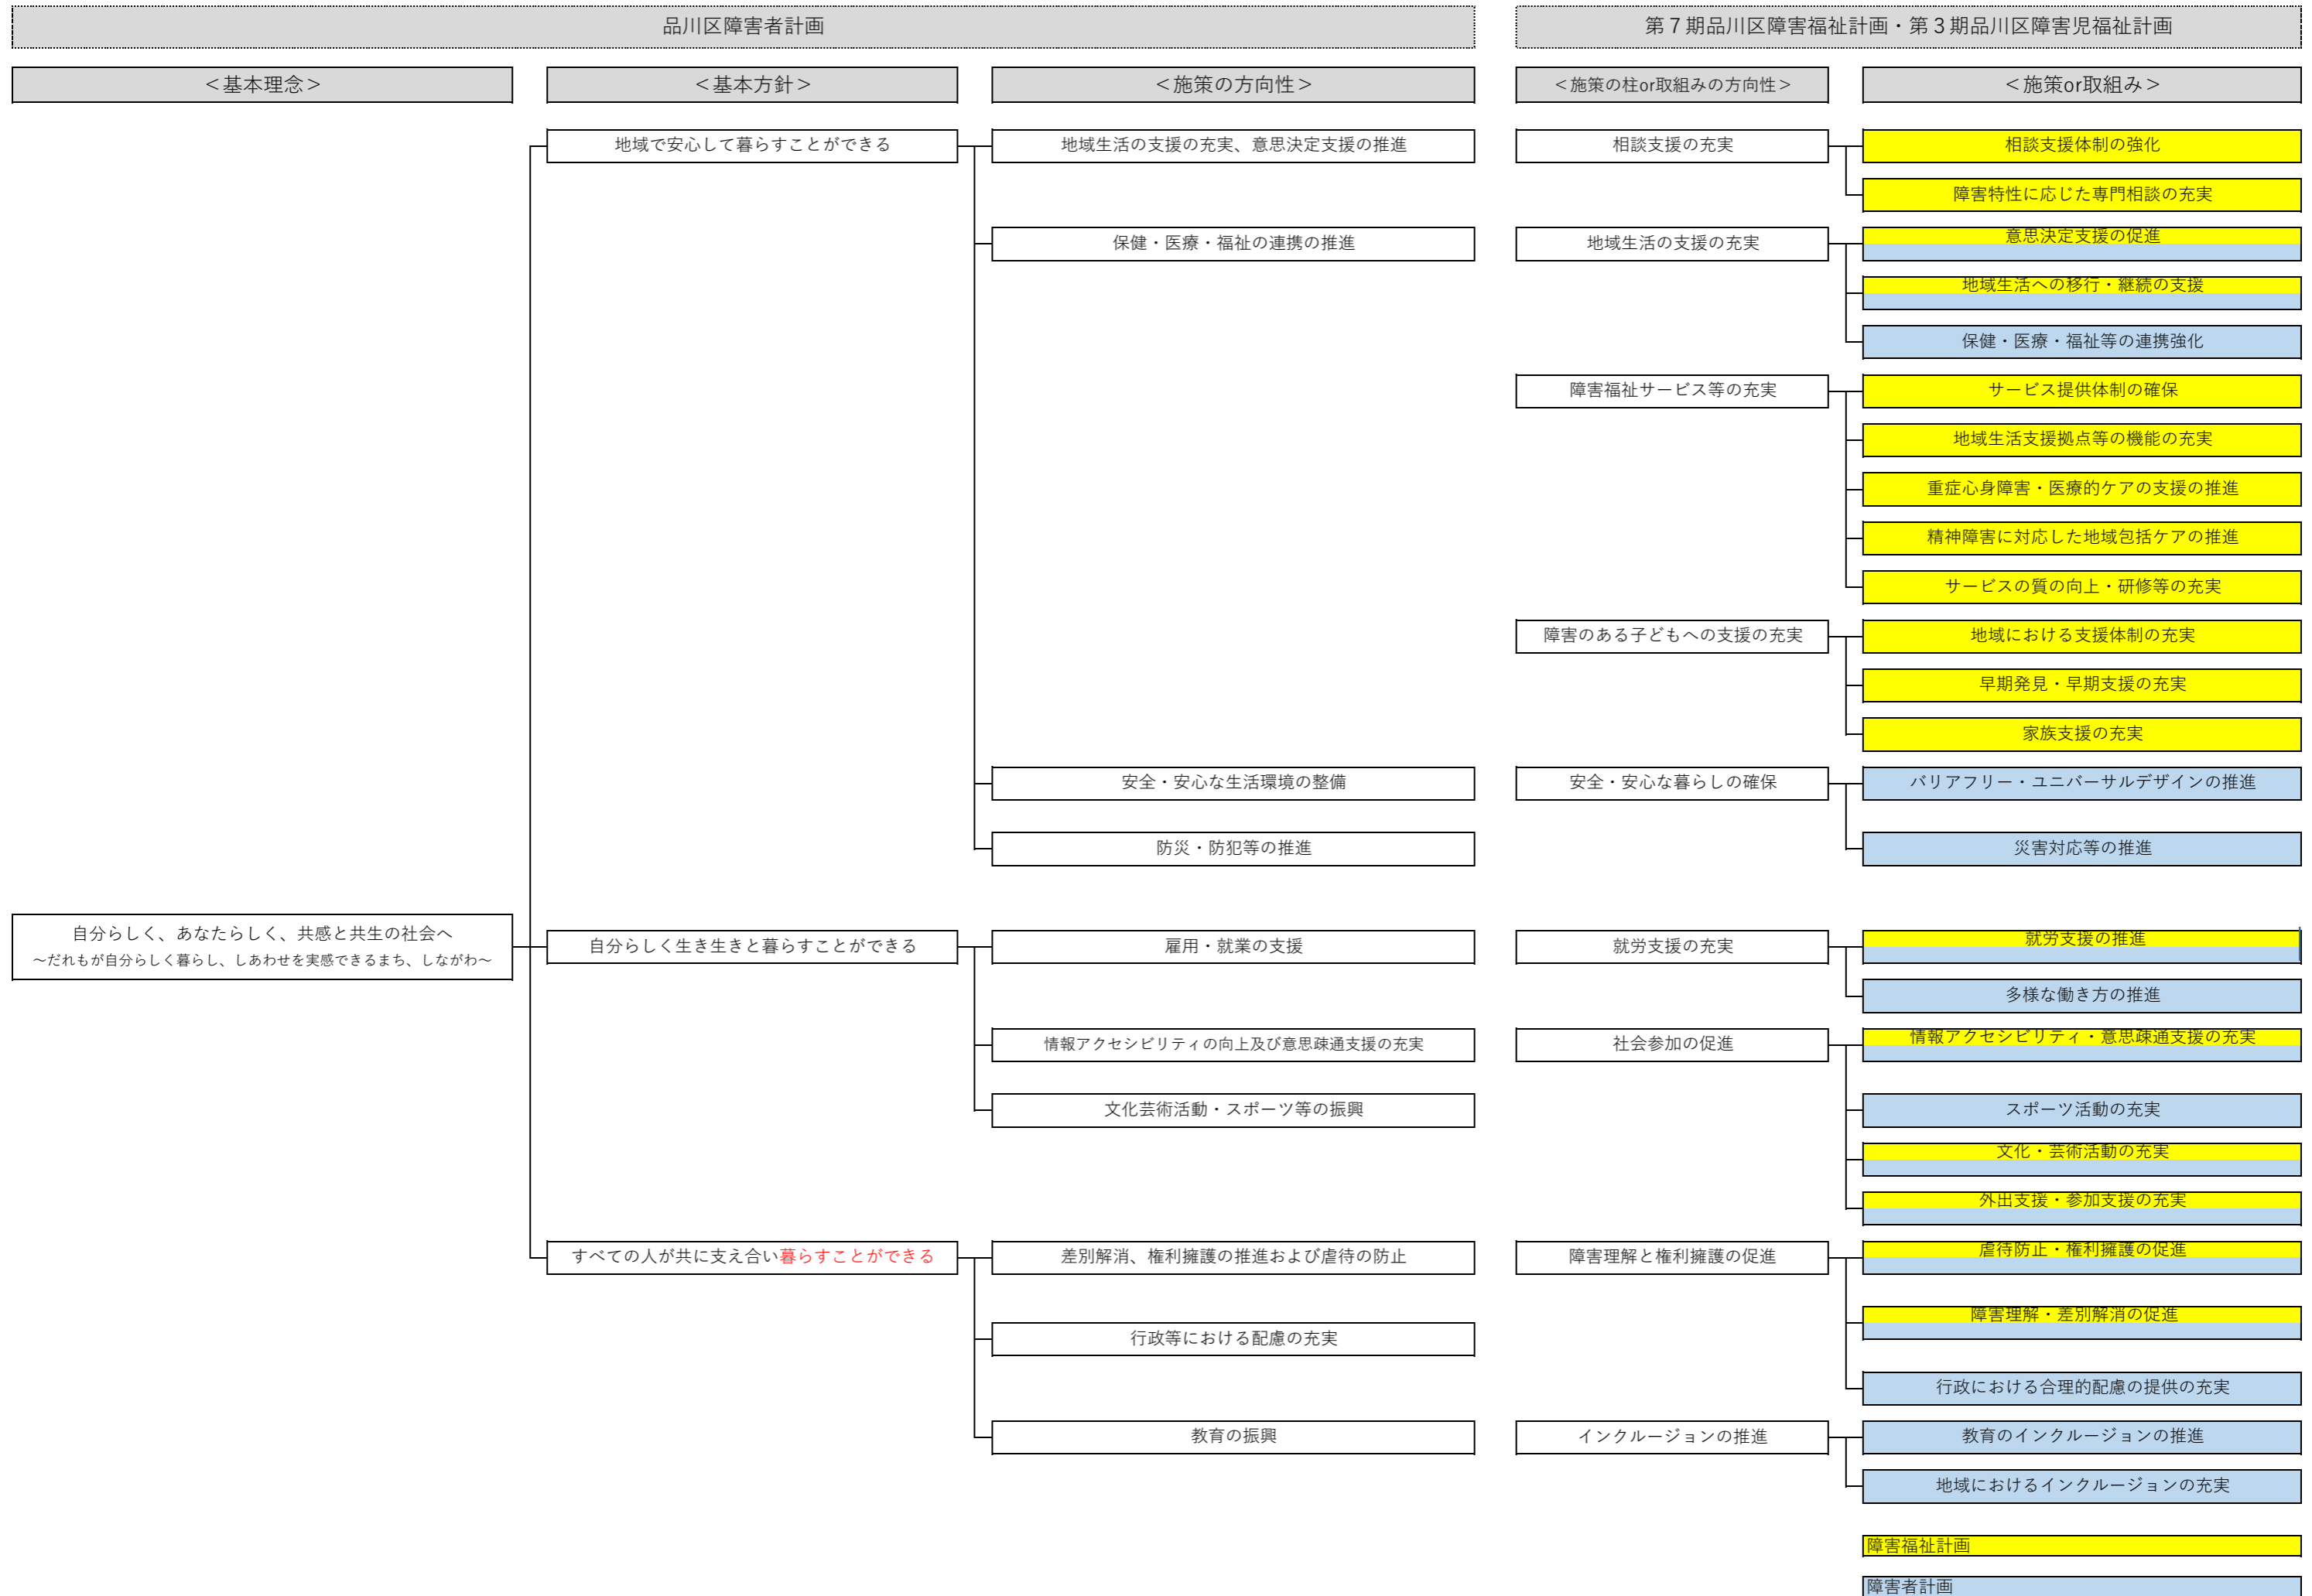 品川区障害者計画
第７期品川区障害福祉計画・第３期品川区障害児福祉計画
＜基本理念＞
＜基本方針＞
＜施策の方向性＞
＜施策の柱or取組みの方向性＞
＜施策or取組み＞
地域で安心して暮らすことができる
地域生活の支援の充実、意思決定支援の推進
相談支援の充実
相談支援体制の強化
障害特性に応じた専門相談の充実
保健・医療・福祉の連携の推進
地域生活の支援の充実
意思決定支援の促進
地域生活への移行・継続の支援
保健・医療・福祉等の連携強化
障害福祉サービス等の充実
サービス提供体制の確保
地域生活支援拠点等の機能の充実
重症心身障害・医療的ケアの支援の推進
精神障害に対応した地域包括ケアの推進
サービスの質の向上・研修等の充実
障害のある子どもへの支援の充実
地域における支援体制の充実
早期発見・早期支援の充実
家族支援の充実
安全・安心な生活環境の整備
安全・安心な暮らしの確保
バリアフリー・ユニバーサルデザインの推進
防災・防犯等の推進
災害対応等の推進
自分らしく、あなたらしく、共感と共生の社会へ
～だれもが自分らしく暮らし、しあわせを実感できるまち、しながわ～
自分らしく生き生きと暮らすことができる
雇用・就業の支援
就労支援の充実
就労支援の推進
多様な働き方の推進
情報アクセシビリティの向上及び意思疎通支援の充実
社会参加の促進
情報アクセシビリティ・意思疎通支援の充実
文化芸術活動・スポーツ等の振興
スポーツ活動の充実
文化・芸術活動の充実
外出支援・参加支援の充実
すべての人が共に支え合い暮らすことができる
差別解消、権利擁護の推進および虐待の防止
障害理解と権利擁護の促進
虐待防止・権利擁護の促進
障害理解・差別解消の促進
行政等における配慮の充実
行政における合理的配慮の提供の充実
教育の振興
インクルージョンの推進
教育のインクルージョンの推進
地域におけるインクルージョンの充実
障害福祉計画
障害者計画